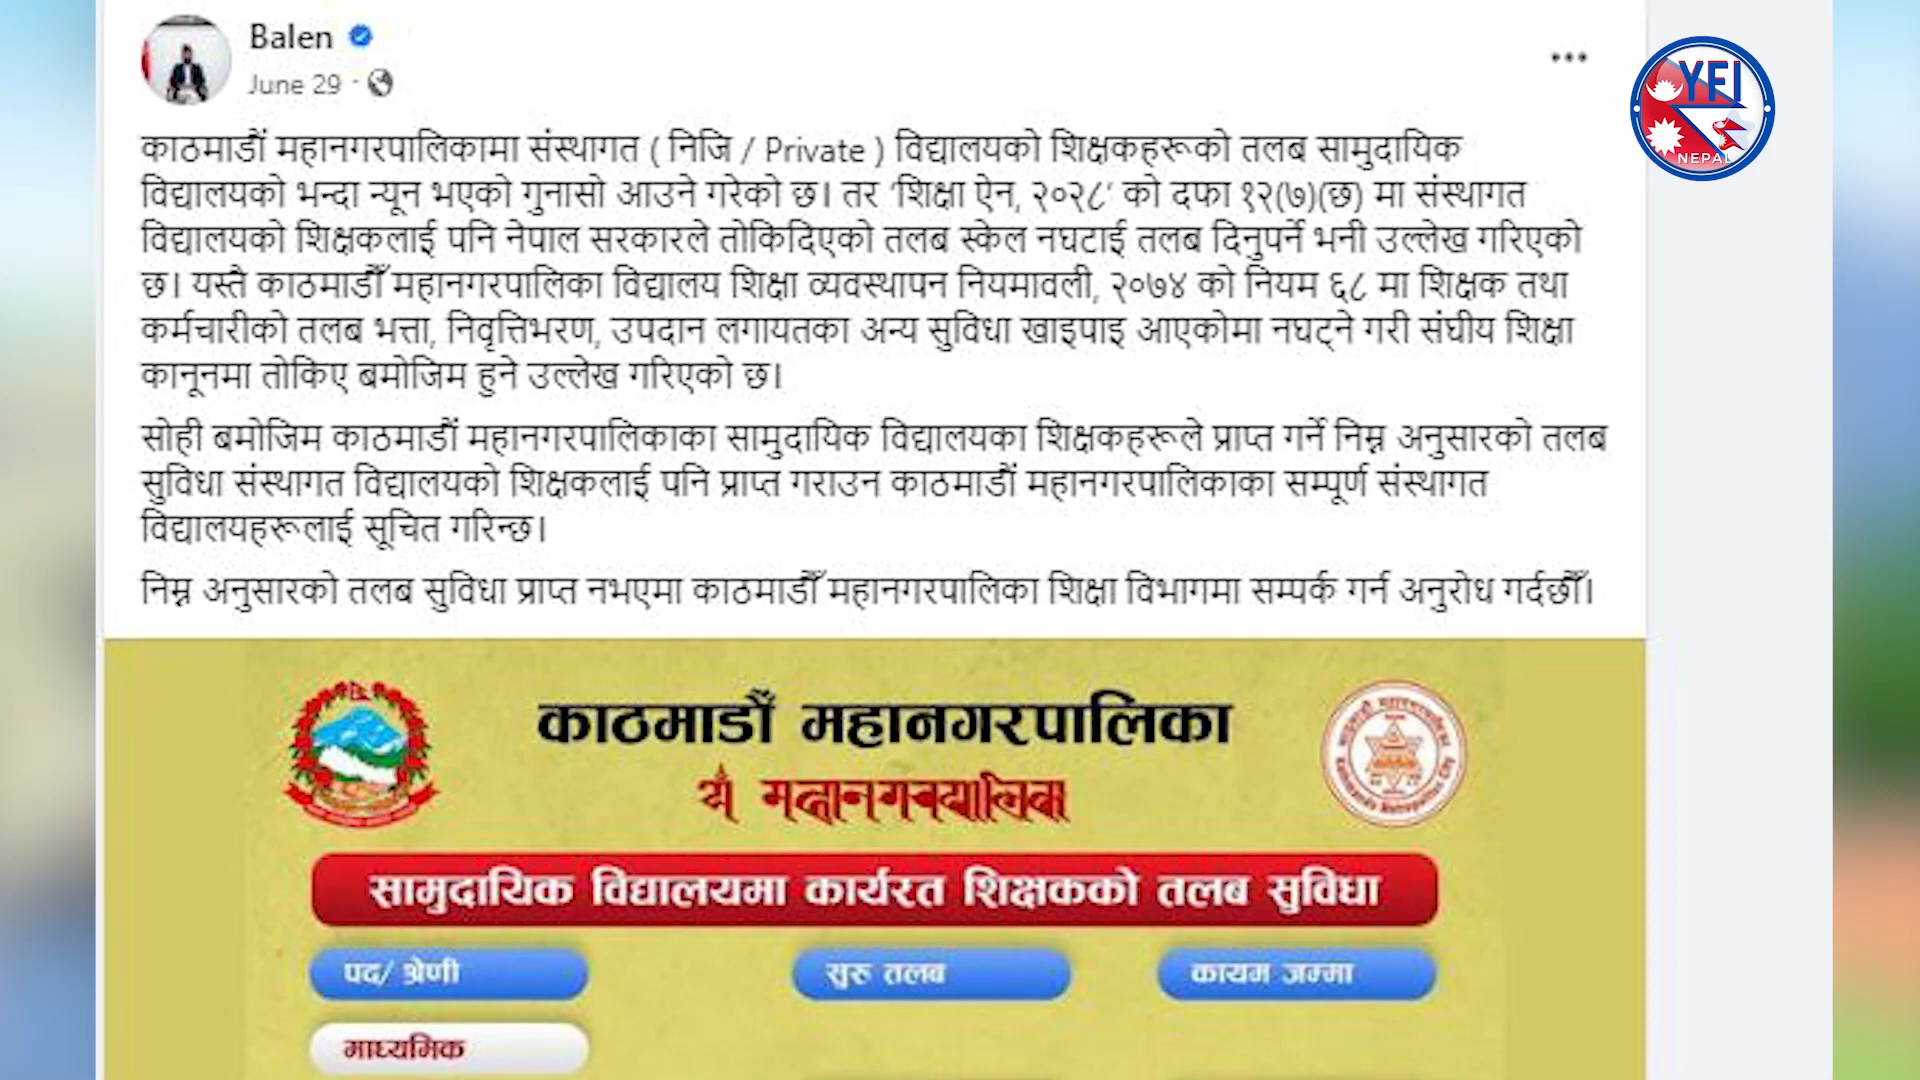 Balen
June 29
काठमाडौं महानगरपालिकामा संस्थागत ( निजि / Private ) विद्यालयको शिक्षकहरूको तलब सामुदायिक
विद्यालयको भन्दा न्यून भएको गुनासो आउने गरेको छ। तर 'शिक्षा ऐन, २०२८' को दफा १२(७)(छ) मा संस्थागत
विद्यालयको शिक्षकलाई पनि नेपाल सरकारले तोकिदिएको तलब स्केल नघटाई तलब दिनुपर्ने भनी उल्लेख गरिएको
छ। यस्तै काठमाडौँ महानगरपालिका विद्यालय शिक्षा व्यवस्थापन नियमावली, २०७४ को नियम ६८ मा शिक्षक तथा
कर्मचारीको तलब भत्ता, निवृत्तिभरण, उपदान लगायतका अन्य सुविधा खाइपाइ आएकोमा नघट्ने गरी संघीय शिक्षा
कानूनमा तोकिए बमोजिम हुने उल्लेख गरिएको छ।
सोही बमोजिम काठमाडौं महानगरपालिकाका सामुदायिक विद्यालयका शिक्षकहरूले प्राप्त गर्ने निम्न अनुसारको तलब
सुविधा संस्थागत विद्यालयको शिक्षकलाई पनि प्राप्त गराउन काठमाडौं महानगरपालिकाका सम्पूर्ण संस्थागत
विद्यालयहरूलाई सूचित गरिन्छ।
निम्न अनुसारको तलब सुविधा प्राप्त नभएमा काठमाडौँ महानगरपालिका शिक्षा विभागमा सम्पर्क गर्न अनुरोध गर्दछौँ।
YFI
NEPAL
काठमाडौँ महानगरपालिका
Kathmandu Metropolitan City
सामुदायिक विद्यालयमा कार्यरत शिक्षकको तलब सुविधा
पद/ श्रेणी
सुरु तलब
कायम जम्मा
माध्यमिक